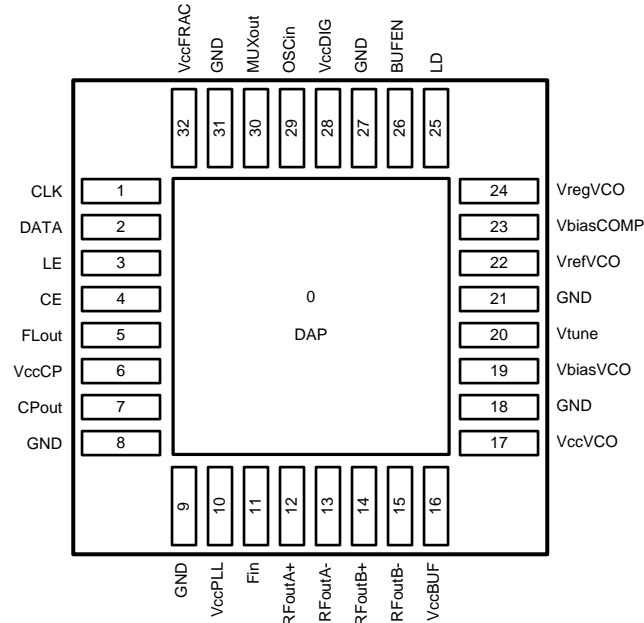 VccFRAC
GND
MUXout
OSCin
VccDIG
GND
BUFEN
LD
32
31
30
29
28
27
26
25
CLK 1
DATA 2
LE 3
CE 4
FLout 5
VccCP 6
CPout 7
GND 8
0
DAP
24 VregVCO
23 VbiasCOMP
22 VrefVCO
21 GND
20 Vtune
19 VbiasVCO
18 GND
17 VccVCO
9
10
11
12
13
14
15
16
GND
VccPLL
Fin
RFoutA+
RFoutA-
RFoutB+
RFoutB-
VccBUF